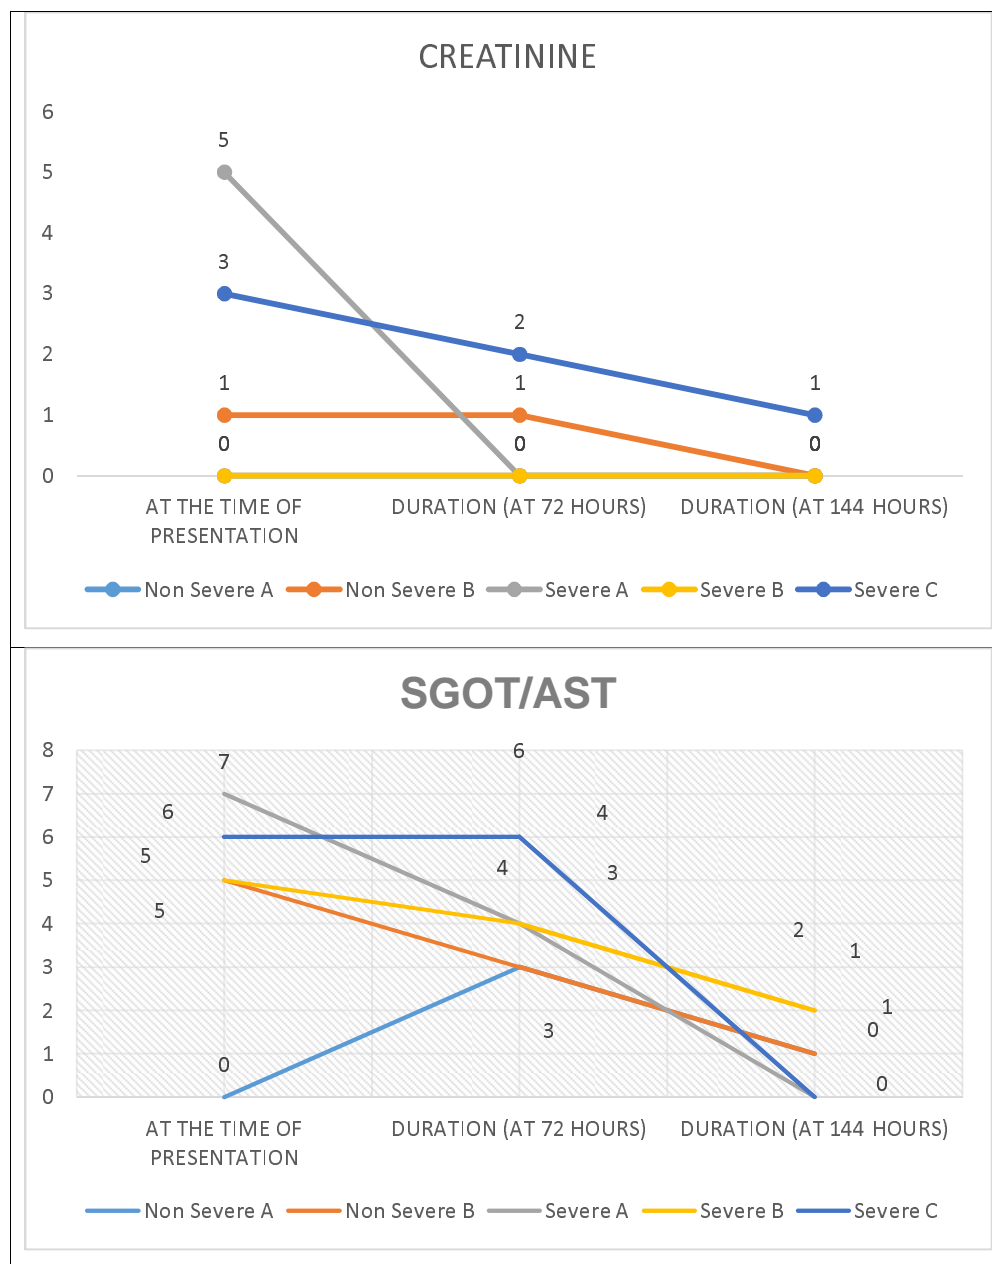 CREATININE
6
5
5
4
3
3
2
2
1
1
1
1
0
0
0
0
AT THE TIME OF PRESENTATION
DURATION (AT 72 HOURS)
DURATION (AT 144 HOURS)
Non Severe A
Non Severe B
Severe A
Severe B
Severe C
SGOT/AST
8
7
6
5
4
3
2
1
0
7
6
5
5
0
6
4
4
3
3
2
1
1
0
0
AT THE TIME OF PRESENTATION
DURATION (AT 72 HOURS)
DURATION (AT 144 HOURS)
Non Severe A
Non Severe B
Severe A
Severe B
Severe C